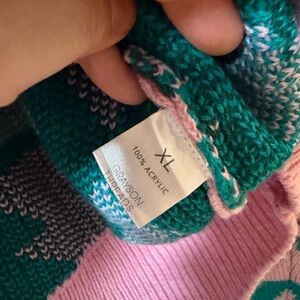 XL
100% ACRYLIC
GRAYSON
THREADS